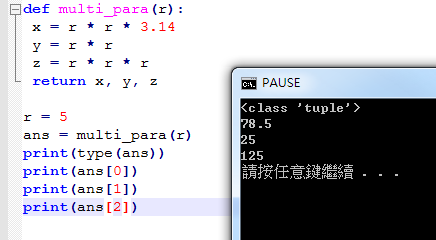 def multi_para(r):
x = r * r * 3.14
y = r * r
z = r * r * r
return x, y, z
r = 5
ans = multi_para(r)
print(type(ans))
print(ans[0])
print(ans[1])
print(ans[2])
C:\. PAUSE
<class 'tuple'>
78.5
25
125
請按任意鍵繼續 . . .